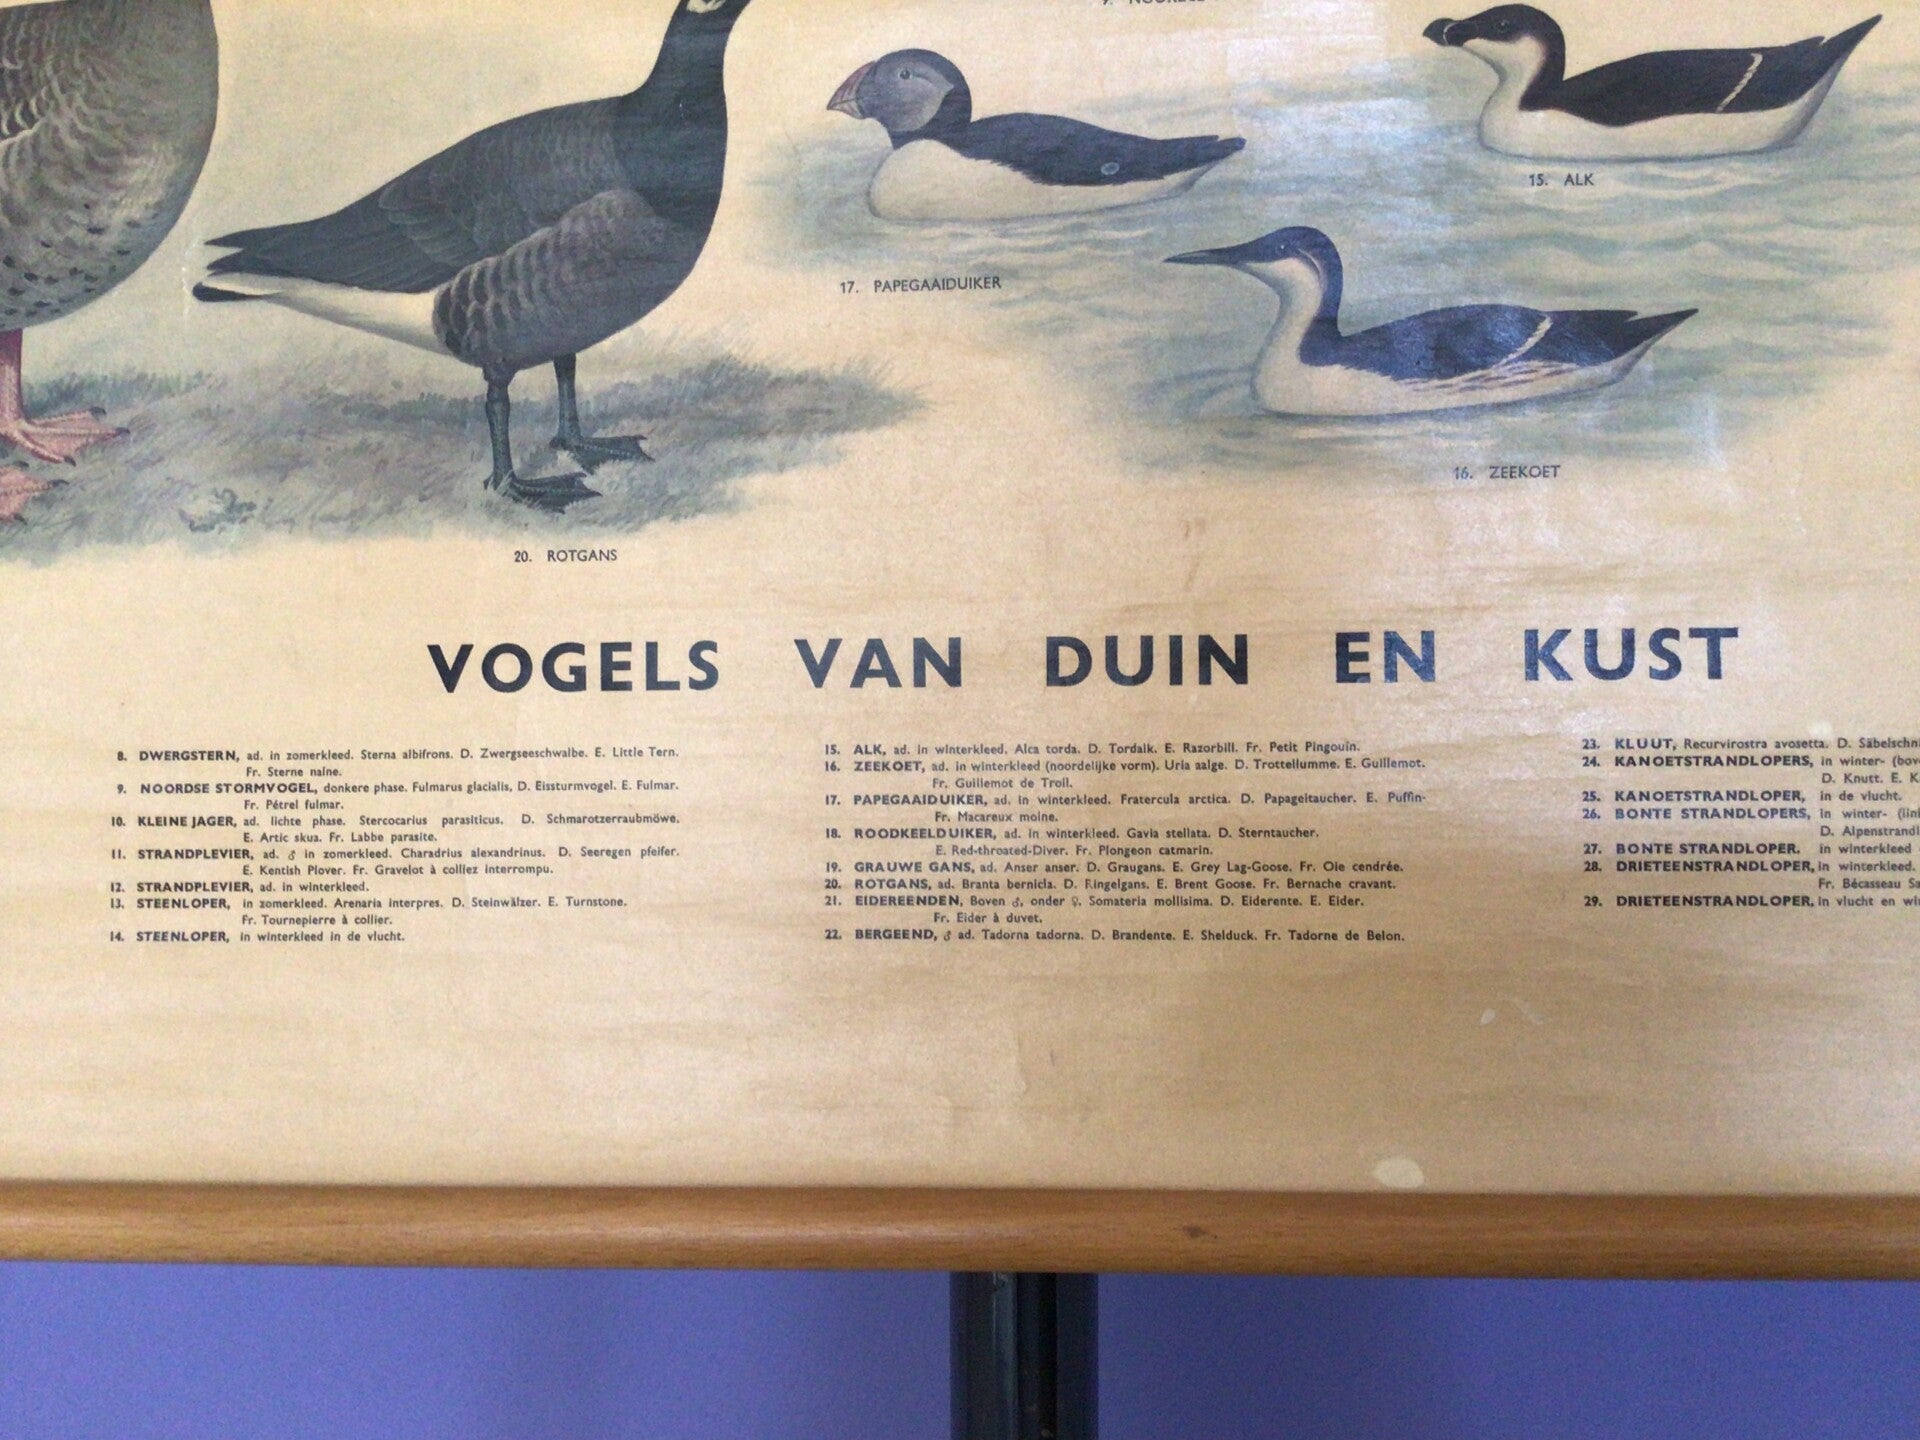 15. ALK
17. PAPEGAAIDUIKER
16. ZEEKOET
20. ROTGANS
VOGELS VAN DUIN EN KUST
8. DWERGSTERN, ad. in zomerkleed. Sterna albifrons. D. Zwergseeschwalbe. E. Little Tern.
Fr. Sterne naine.
9. NOORDSE STORMVOGEL, donkere phase. Fulmarus glacialis, D. Eissturmvogel. E. Fulmar.
Fr. Pétrel fulmar.
10. KLEINE JAGER, ad. lichte phase. Stercocarius parasiticus. D. Schmarotzerraubmöwe.
E. Artic skua. Fr. Labbe parasite.
11. STRANDPLEVIER, ad. ♂ in zomerkleed. Charadrius alexandrinus. D. Seeregen pfeifer.
E. Kentish Plover. Fr. Gravelot à colliez interrompu.
12. STRANDPLEVIER, ad. in winterkleed.
13. STEENLOPER, in zomerkleed. Arenaria interpres. D. Steinwälzer. E. Turnstone.
Fr. Tournepierre à collier.
14. STEENLOPER, in winterkleed in de vlucht.
15. ALK, ad. in winterkleed. Alca torda. D. Tordalk. E. Razorbill. Fr. Petit Pingouin.
16. ZEEKOET, ad. in winterkleed (noordelijke vorm). Uria aalge. D. Trottellumme. E. Guillemot.
Fr. Guillemot de Troll.
17. PAPEGAAIDUIKER, ad. in winterkleed. Fratercula arctica. D. Papageitaucher. E. Puffin-
Fr. Macareux moine.
18. ROODKEELDUIKER, ad. in winterkleed. Gavia stellata. D. Sterntaucher.
E. Red-throated-Diver. Fr. Plongeon catmarin.
19. GRAUWE GANS, ad. Anser anser. D. Graugans. E. Grey Lag-Goose. Fr. Oie cendrée.
20. ROTGANS, ad. Branta bernicla. D. Ringelgans. E. Brent Goose. Fr. Bernache cravant.
21. EIDEREENDEN, Boven ♂, onder ♀. Somateria mollisima. D. Eiderente. E. Eider.
Fr. Eider à duvet.
22. BERGEEND, ♂ ad. Tadorna tadorna. D. Brandente. E. Shelduck. Fr. Tadorne de Belon.
23. KLUUT, Recurvirostra avosetta. D. Säbelschn
24. KANOETSTRANDLOPERS, in winter- (bov
D. Knutt. E. K
25. KANOETSTRANDLOPER, in de vlucht.
26. BONTE STRANDLOPERS, in winter- (lin
D. Alpenstrandl
27. BONTE STRANDLOPER. in winterkleed
28. DRIETEENSTRANDLOPER, in winterkleed.
Fr. Bécasseau Sa
29. DRIETEENSTRANDLOPER, in vlucht en wi